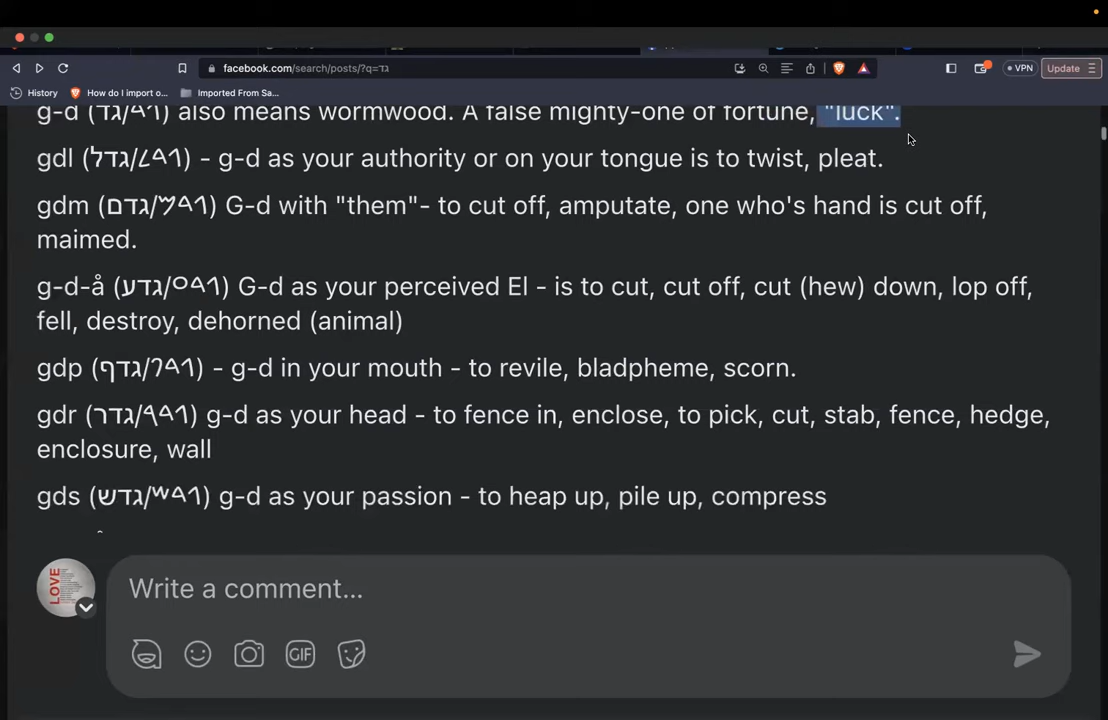 facebook.com/search/posts/?q=גד
VPN
Update
History
How do I import o...
Imported From Sa...
g-d (גד/𐤂𐤃) also means wormwood. A false mighty-one of fortune, "luck".
gdl (גדל/𐤂𐤃𐤋) - g-d as your authority or on your tongue is to twist, pleat.
gdm (גדם/𐤂𐤃𐤌) G-d with "them"- to cut off, amputate, one who's hand is cut off,
maimed.
g-d-å (גדע/𐤂𐤃𐤏) G-d as your perceived El - is to cut, cut off, cut (hew) down, lop off,
fell, destroy, dehorned (animal)
gdp (גדף/𐤂𐤃𐤐) - g-d in your mouth - to revile, bladpheme, scorn.
gdr (גדר/𐤂𐤃𐤓) g-d as your head - to fence in, enclose, to pick, cut, stab, fence, hedge,
enclosure, wall
gds (גדש/𐤂𐤃𐤔) g-d as your passion - to heap up, pile up, compress
LOVE
Write a comment...
GIF